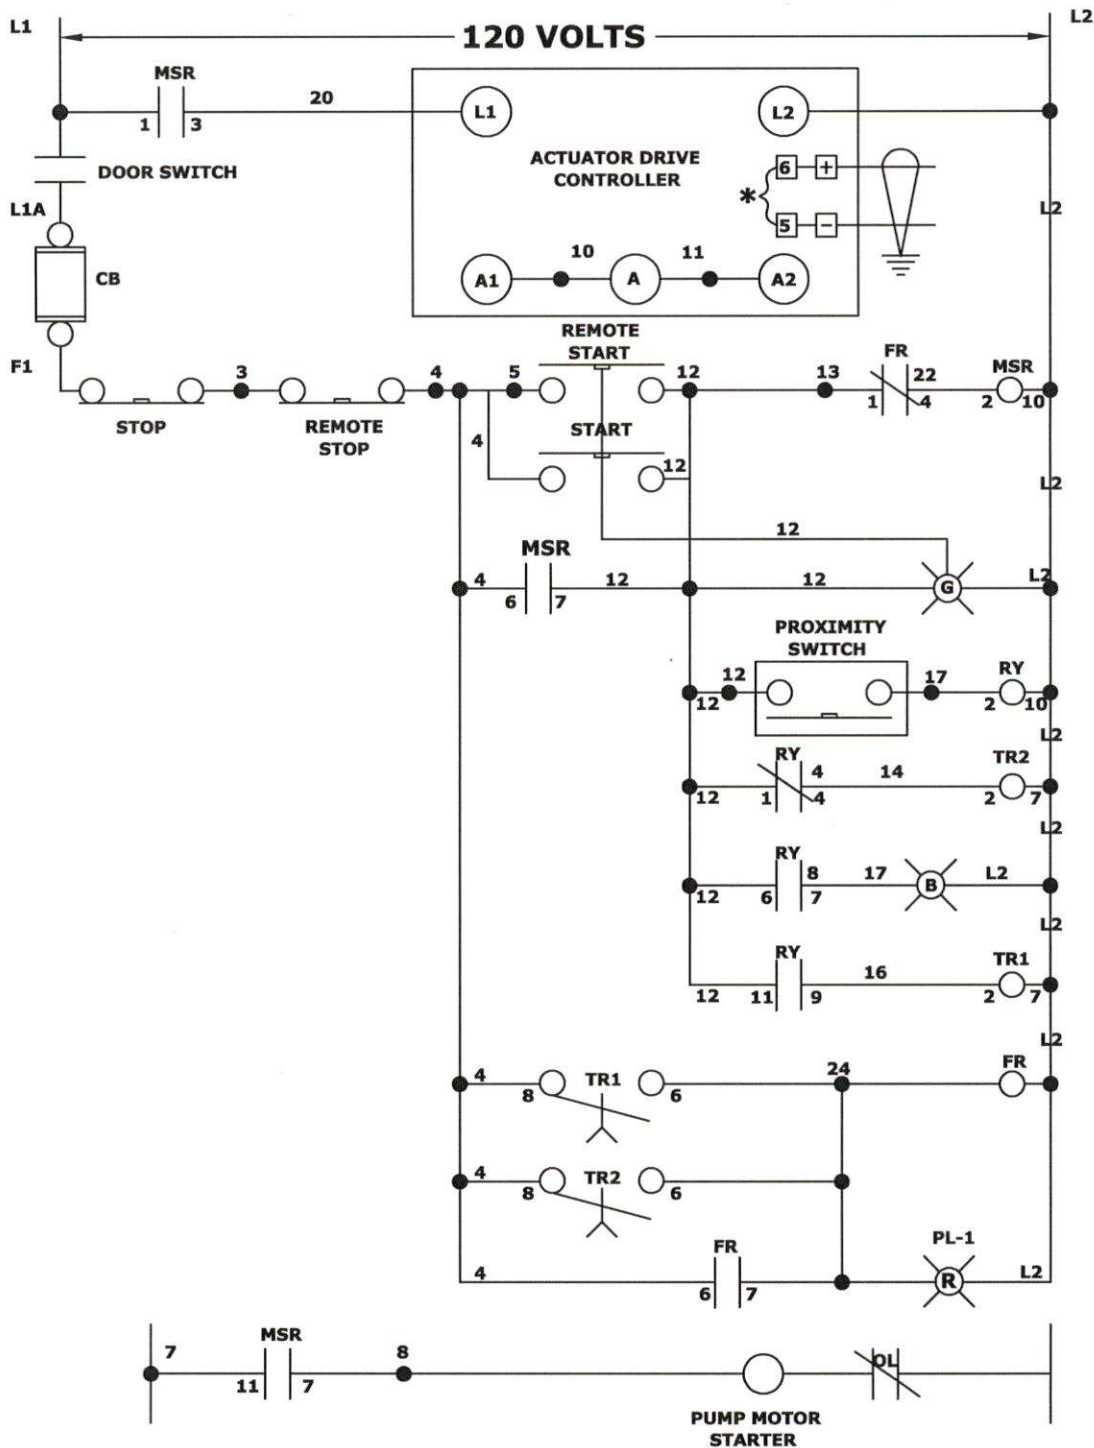 L1
L2
120 VOLTS
MSR
20
1 3
L1
L2
DOOR SWITCH
ACTUATOR DRIVE
CONTROLLER
*
6 +
L1A
L2
5 −
CB
10 11
A1 A A2
REMOTE
START
F1
3
4
5
12
13
FR
22
MSR
1 4
2 10
STOP
REMOTE
STOP
START
4
12
L2
12
MSR
4
12
12
L2
6 7
G
PROXIMITY
SWITCH
12
17
RY
12
2 10
L2
RY
4
14
TR2
12
1 4
2 7
L2
RY
8
17
B
L2
12
6 7
L2
RY
16
TR1
12
11 9
2 7
L2
4
TR1
24
FR
8 6
4
TR2
8 6
FR
PL-1
4
R
L2
6 7
7
MSR
8
OL
11 7
PUMP MOTOR
STARTER